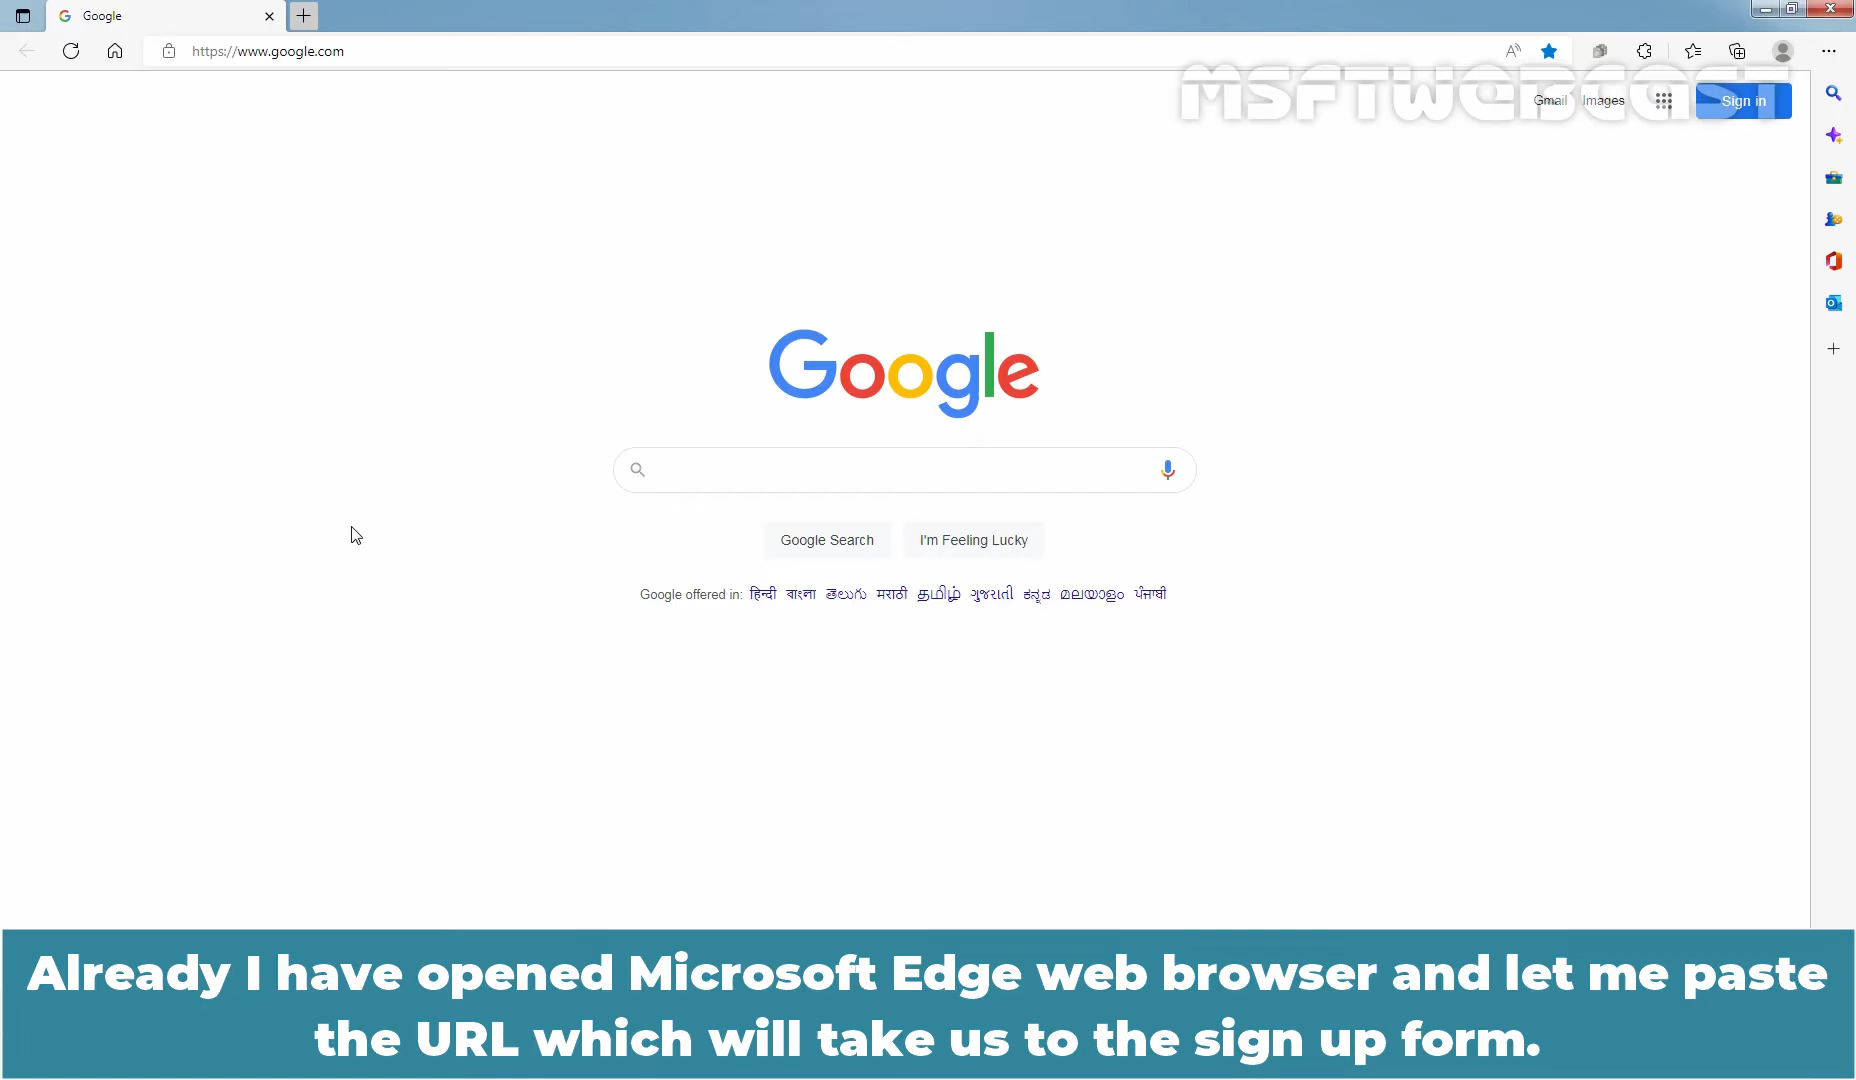 Google
https://www.google.com
MSFTWEBCAST
Gmail Images Sign in
Google
Google Search I'm Feeling Lucky
Google offered in: हिन्दी বাংলা తెలుగు मराठी தமிழ் ગુજરાતી ಕನ್ನಡ മലയാളം ਪੰਜਾਬੀ
Already I have opened Microsoft Edge web browser and let me paste
the URL which will take us to the sign up form.